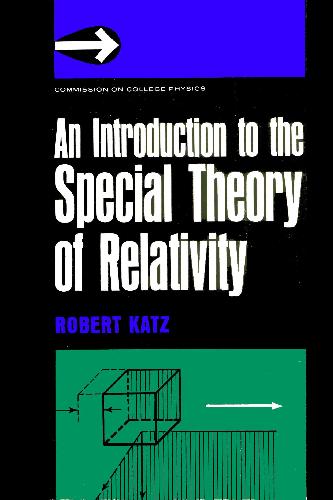 COMMISSION ON COLLEGE PHYSICS
An Introduction to the
Special Theory
of Relativity
ROBERT KATZ